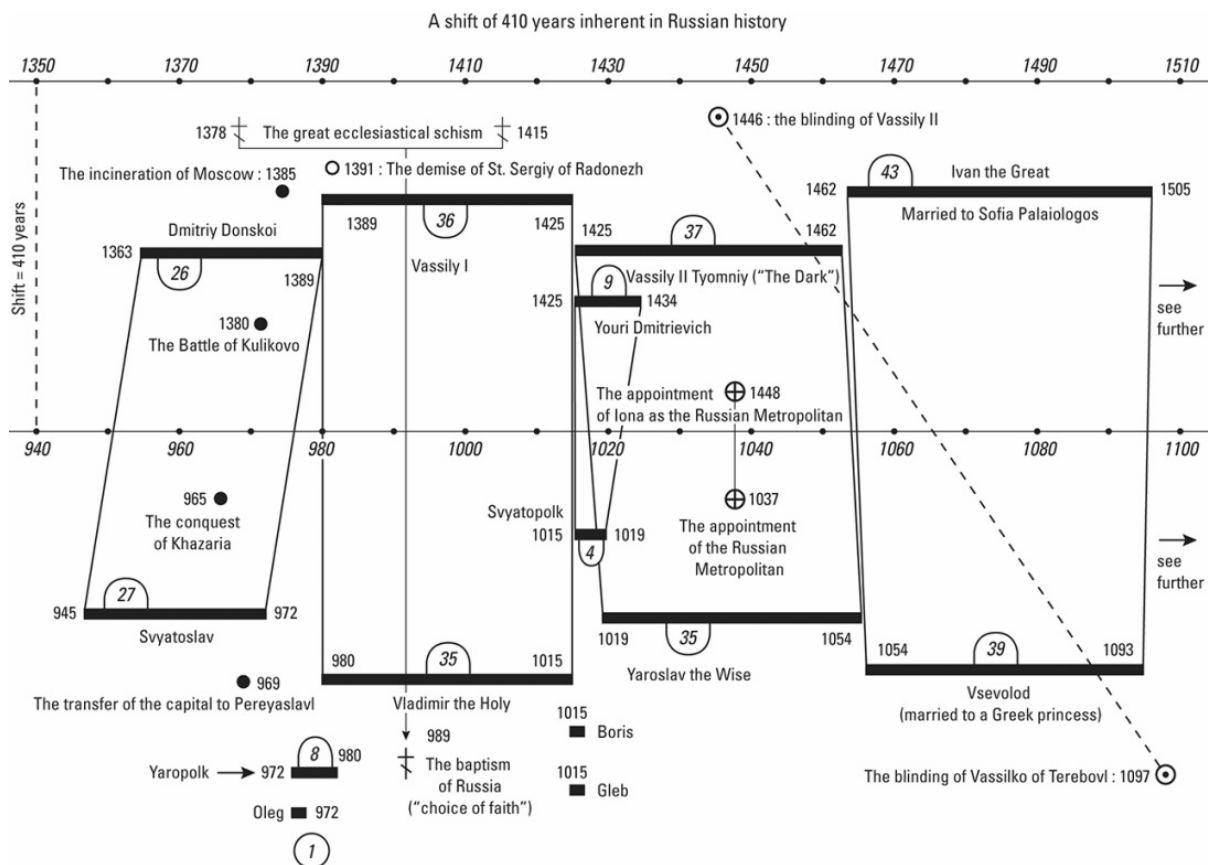 A shift of 410 years inherent in Russian history
1350 1370 1390 1410 1430 1450 1470 1490 1510
Shift = 410 years
1378 The great ecclesiastical schism 1415
1446 : the blinding of Vassily II
1391 : The demise of St. Sergiy of Radonezh
The incineration of Moscow : 1385
1462 43 Ivan the Great 1505
Married to Sofia Palaiologos
Dmitriy Donskoi
1363 26 1389
1389 36 1425
Vassily I
1425 37 1462
Vassily II Tyomniy (“The Dark”)
1425 9 1434
Youri Dmitrievich
see
further
1380
The Battle of Kulikovo
The appointment
of Iona as the Russian Metropolitan
1448
940 960 980 1000 1020 1040 1060 1080 1100
965
The conquest
of Khazaria
Svyatopolk
1015 4 1019
1037
The appointment
of the Russian
Metropolitan
see
further
945 27 972
Svyatoslav
1019 35 1054
Yaroslav the Wise
980 35 1015
Vladimir the Holy
1054 39 1093
Vsevolod
(married to a Greek princess)
969
The transfer of the capital to Pereyaslavl
989
The baptism
of Russia
(“choice of faith”)
1015
Boris
1015
Gleb
Yaropolk 972 8 980
Oleg 972
1
The blinding of Vassilko of Terebovl : 1097